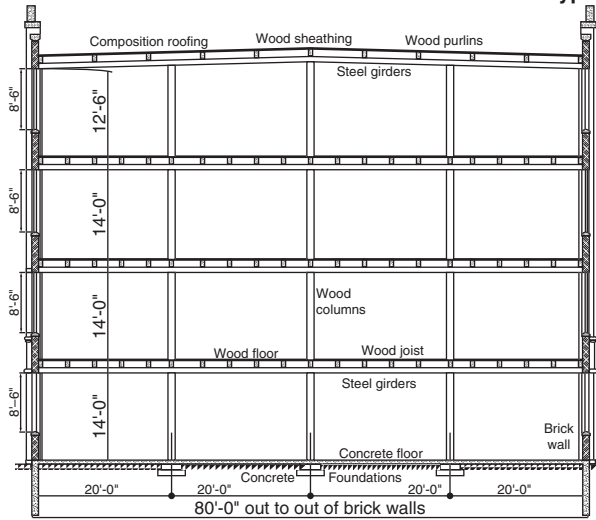 yp
Composition roofing
Wood sheathing
Wood purlins
Steel girders
8'-6"
12'-6"
8'-6"
14'-0"
8'-6"
14'-0"
Wood
columns
Wood floor
Wood joist
Steel girders
8'-6"
14'-0"
Brick
wall
Concrete floor
Concrete
Foundations
20'-0"
20'-0"
20'-0"
20'-0"
80'-0" out to out of brick walls